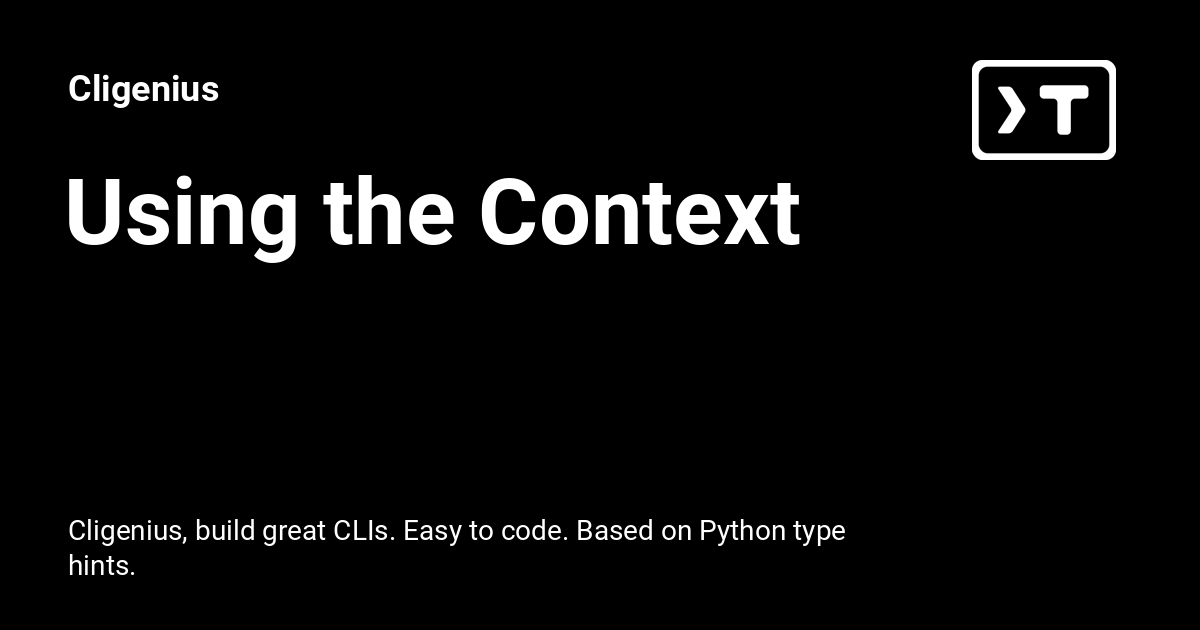 Cligenius
❯T
Using the Context
Cligenius, build great CLIs. Easy to code. Based on Python type
hints.